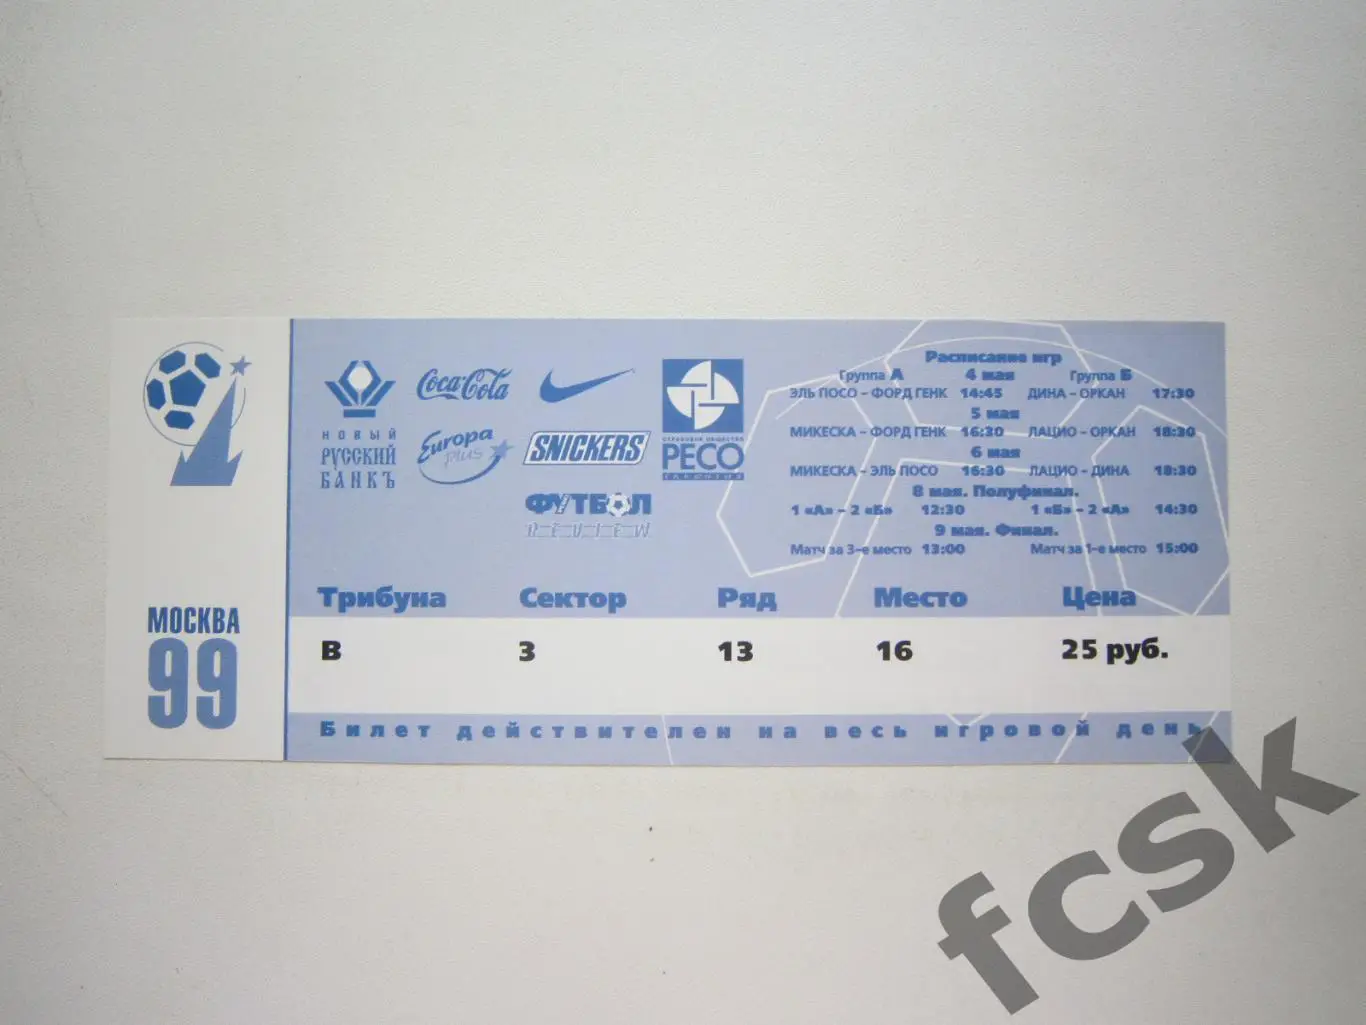 МОСКВА
99
НОВЫЙ
РУССКИЙ
БАНКЪ
Coca-Cola
Europa
plus
SNICKERS
ФУТБОЛ
REVIEW
СТРАХОВОЕ ОБЩЕСТВО
РЕСО
ГАРАНТИЯ
Расписание игр
Группа А 4 мая Группа Б
ЭЛЬ ПОСО – ФОРД ГЕНК 14:45 ДИНА – ОРКАН 17:30
5 мая
МИКЕСКА – ФОРД ГЕНК 16:30 ЛАЦИО – ОРКАН 18:30
6 мая
МИКЕСКА – ЭЛЬ ПОСО 16:30 ЛАЦИО – ДИНА 18:30
8 мая. Полуфинал.
1 «А» – 2 «Б» 12:30 1 «Б» – 2 «А» 14:30
9 мая. Финал.
Матч за 3-е место 13:00 Матч за 1-е место 15:00
Трибуна Сектор Ряд Место Цена
В 3 13 16 25 руб.
Билет действителен на весь игровой день
fcsk